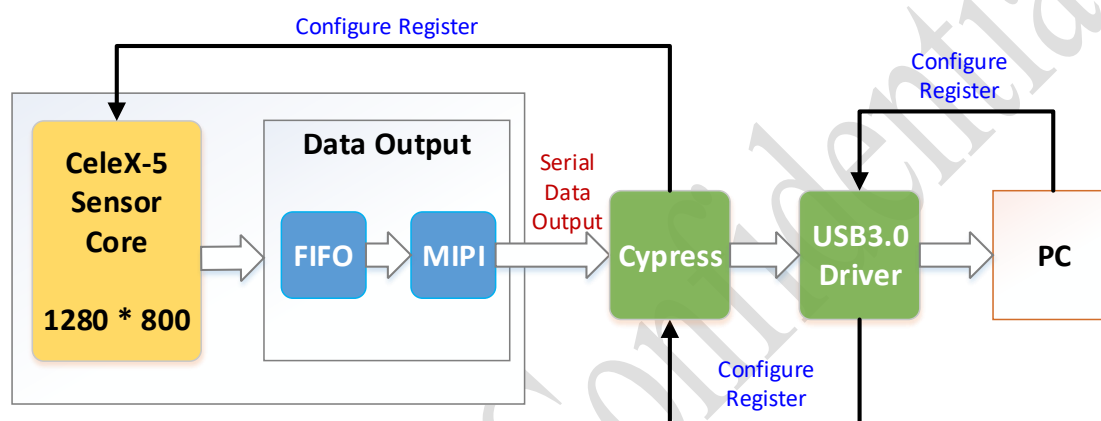 Configure Register
Configure
Register
CeleX-5
Sensor
Core
1280 * 800
Data Output
FIFO
MIPI
Serial
Data
Output
Cypress
USB3.0
Driver
PC
Configure
Register
Confidential